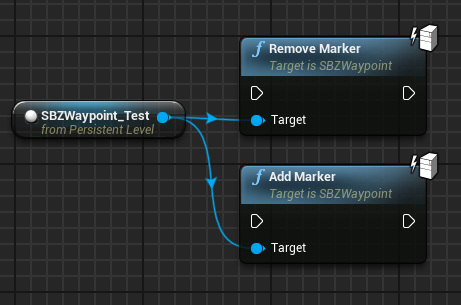 f Remove Marker
Target is SBZWaypoint
Target
SBZWaypoint_Test
from Persistent Level
f Add Marker
Target is SBZWaypoint
Target